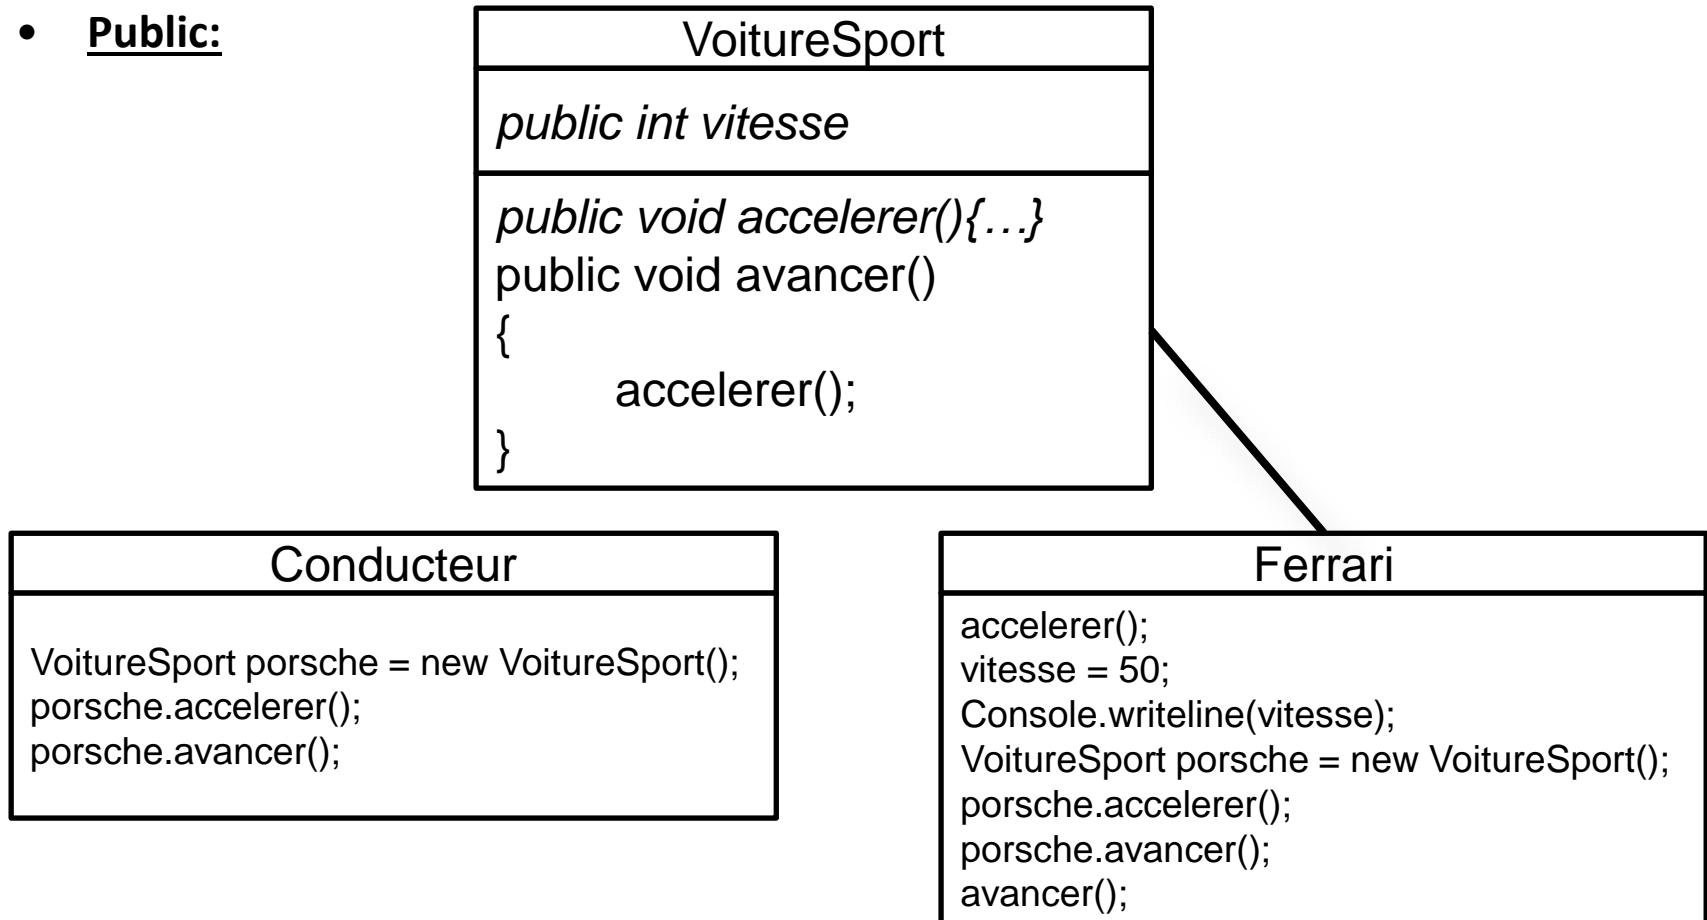 • Public:
VoitureSport
public int vitesse
public void accelerer(){…}
public void avancer()
{
accelerer();
}
Conducteur
VoitureSport porsche = new VoitureSport();
porsche.accelerer();
porsche.avancer();
Ferrari
accelerer();
vitesse = 50;
Console.writeline(vitesse);
VoitureSport porsche = new VoitureSport();
porsche.accelerer();
porsche.avancer();
avancer();